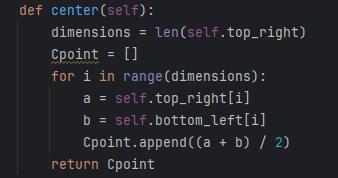 def center(self):
    dimensions = len(self.top_right)
    Cpoint = []
    for i in range(dimensions):
        a = self.top_right[i]
        b = self.bottom_left[i]
        Cpoint.append((a + b) / 2)
    return Cpoint